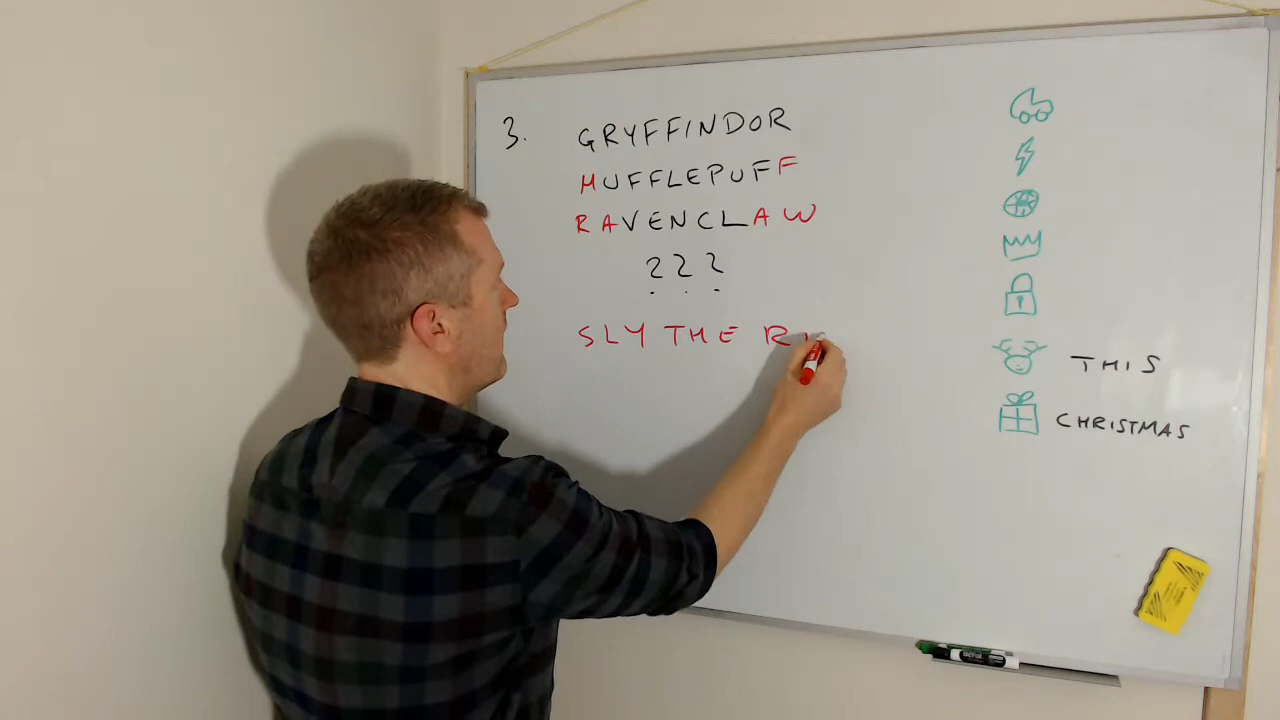 3. GRYFFINDOR
HUFFLEPUFF
RAVENCLAW
???
SLY THE R
THIS
CHRISTMAS